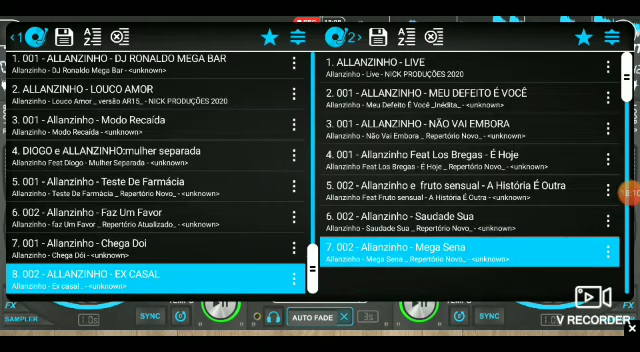 1
2
1. 001 - ALLANZINHO - DJ RONALDO MEGA BAR
Allanzinho - DJ Ronaldo Mega Bar - <unknown>
2. ALLANZINHO - LOUCO AMOR
Allanzinho - Louco Amor _ versão AR15_ - NICK PRODUÇÕES 2020
3. 001 - Allanzinho - Modo Recaída
Allanzinho - Modo Recaída - <unknown>
4. DIOGO e ALLANZINHO:mulher separada
Allanzinho Feat Diogo - Mulher Separada - <unknown>
5. 001 - Allanzinho - Teste De Farmácia
Allanzinho - Teste De Farmácia _ Repertório Novo_ - <unknown>
6. 002 - Allanzinho - Faz Um Favor
Allanzinho - faz Um Favor _ Repertório Atualizado_ - <unknown>
7. 001 - Allanzinho - Chega Doi
Allanzinho - Chega Dói - <unknown>
8. 002 - ALLANZINHO - EX CASAL
Allanzinho - Ex casal _ - <unknown>
1. ALLANZINHO - LIVE
Allanzinho - Live - NICK PRODUÇÕES 2020
2. 001 - ALLANZINHO - MEU DEFEITO É VOCÊ
Allanzinho - Meu Defeito É Você _Inédita_ - <unknown>
3. 001 - ALLANZINHO - NÃO VAI EMBORA
Allanzinho - Não Vai Embora _ Repertório Novo_ - <unknown>
4. 001 - Allanzinho Feat Los Bregas - É Hoje
Allanzinho Feat Los Bregas - É Hoje _ Repertório Novo_ - <unknown>
5. 002 - Allanzinho e fruto sensual - A História É Outra
Allanzinho Feat Fruto sensual - A História É Outra - <unknown>
6. 002 - Allanzinho - Saudade Sua
Allanzinho - Saudade Sua _ Repertório Novo_ - <unknown>
7. 002 - Allanzinho - Mega Sena
Allanzinho - Mega Sena _ Repertório Novo_ - <unknown>
FX
SAMPLER
SYNC
AUTO FADE
3s
SYNC
V RECORDER